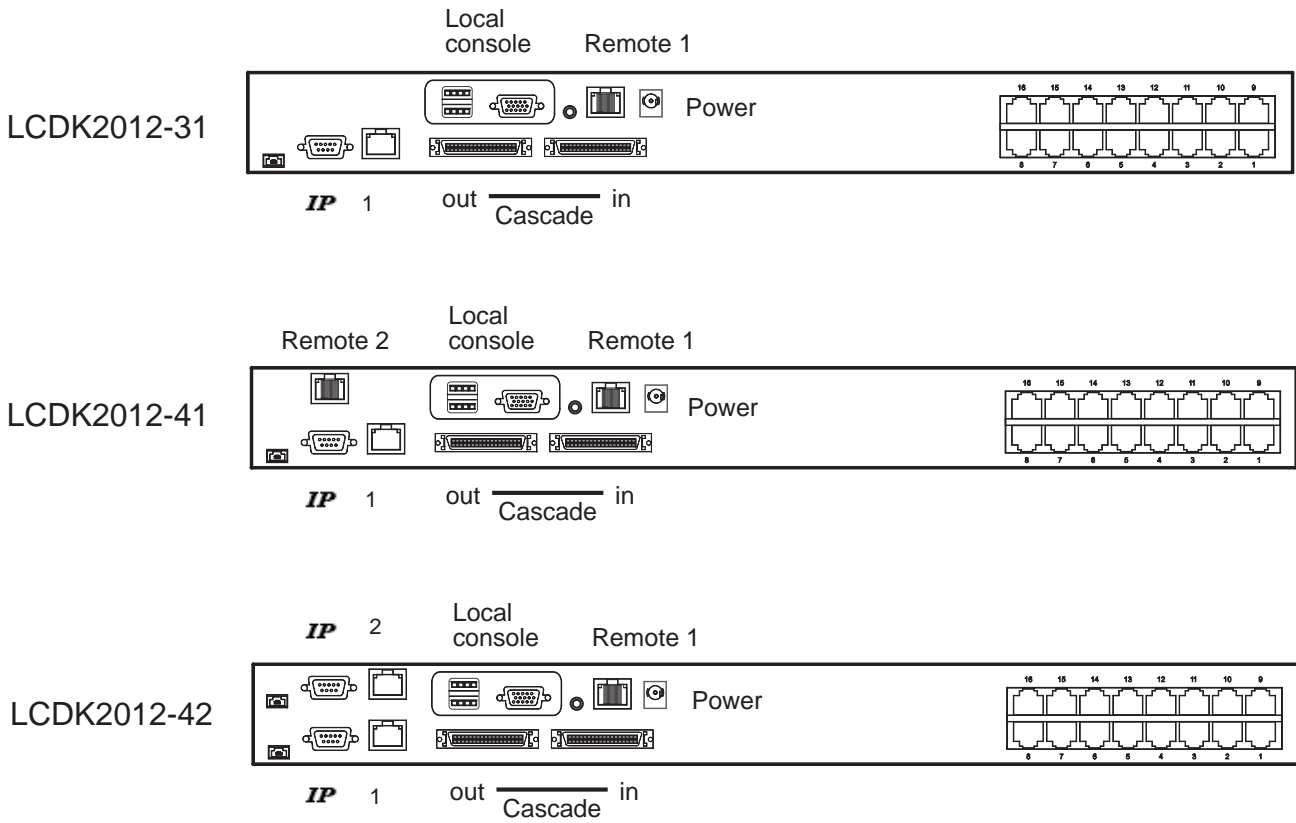 Local
console
Remote 1
LCDK2012-31
Power
16 15 14 13 12 11 10 9
8 7 6 5 4 3 2 1
IP 1
out Cascade in
Remote 2
Local
console
Remote 1
LCDK2012-41
Power
16 15 14 13 12 11 10 9
8 7 6 5 4 3 2 1
IP 1
out Cascade in
IP 2
Local
console
Remote 1
LCDK2012-42
Power
16 15 14 13 12 11 10 9
8 7 6 5 4 3 2 1
IP 1
out Cascade in